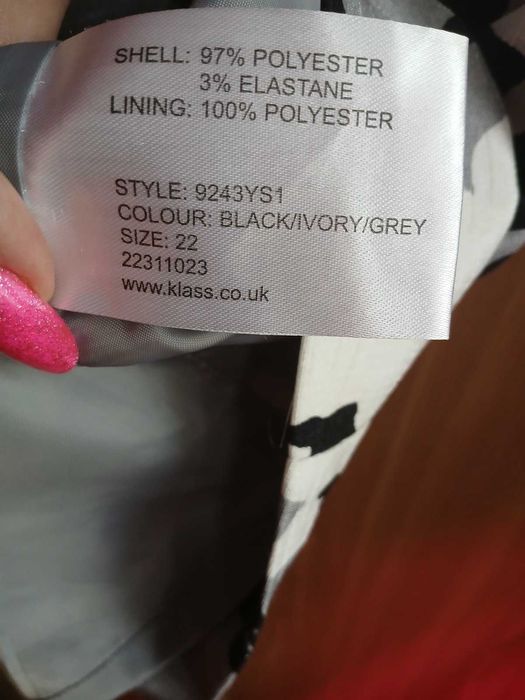 SHELL: 97% POLYESTER
3% ELASTANE
LINING: 100% POLYESTER
STYLE: 9243YS1
COLOUR: BLACK/IVORY/GREY
SIZE: 22
22311023
www.klass.co.uk